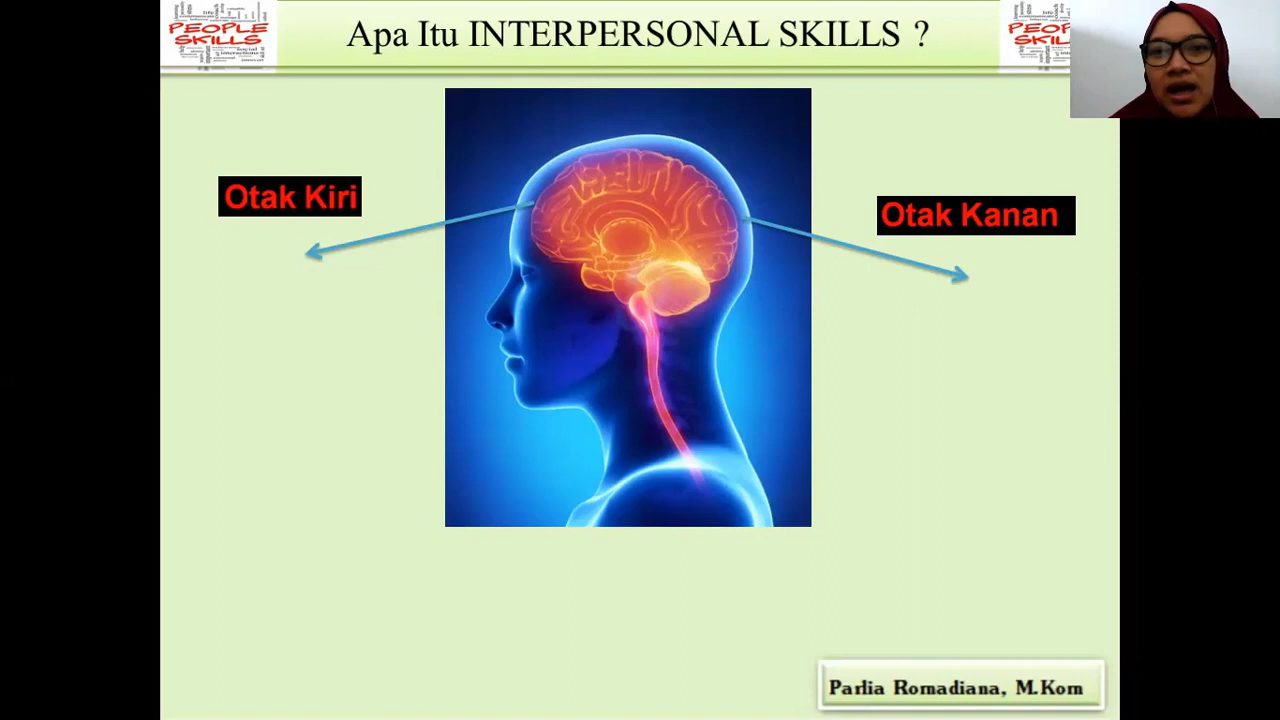 PEOPLE
SKILLS
Apa Itu INTERPERSONAL SKILLS ?
Otak Kiri
Otak Kanan
Parlia Romadiana, M.Kom